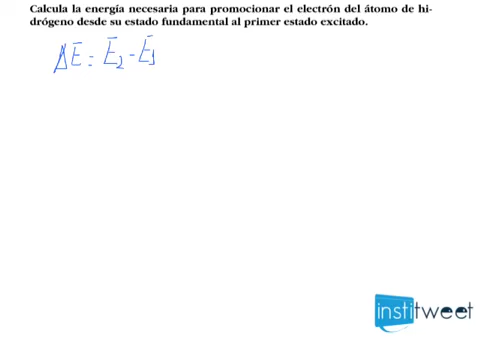 Calcula la energía necesaria para promocionar el electrón del átomo de hi-
drógeno desde su estado fundamental al primer estado excitado.
ΔE = E₂ - E₁
institweet